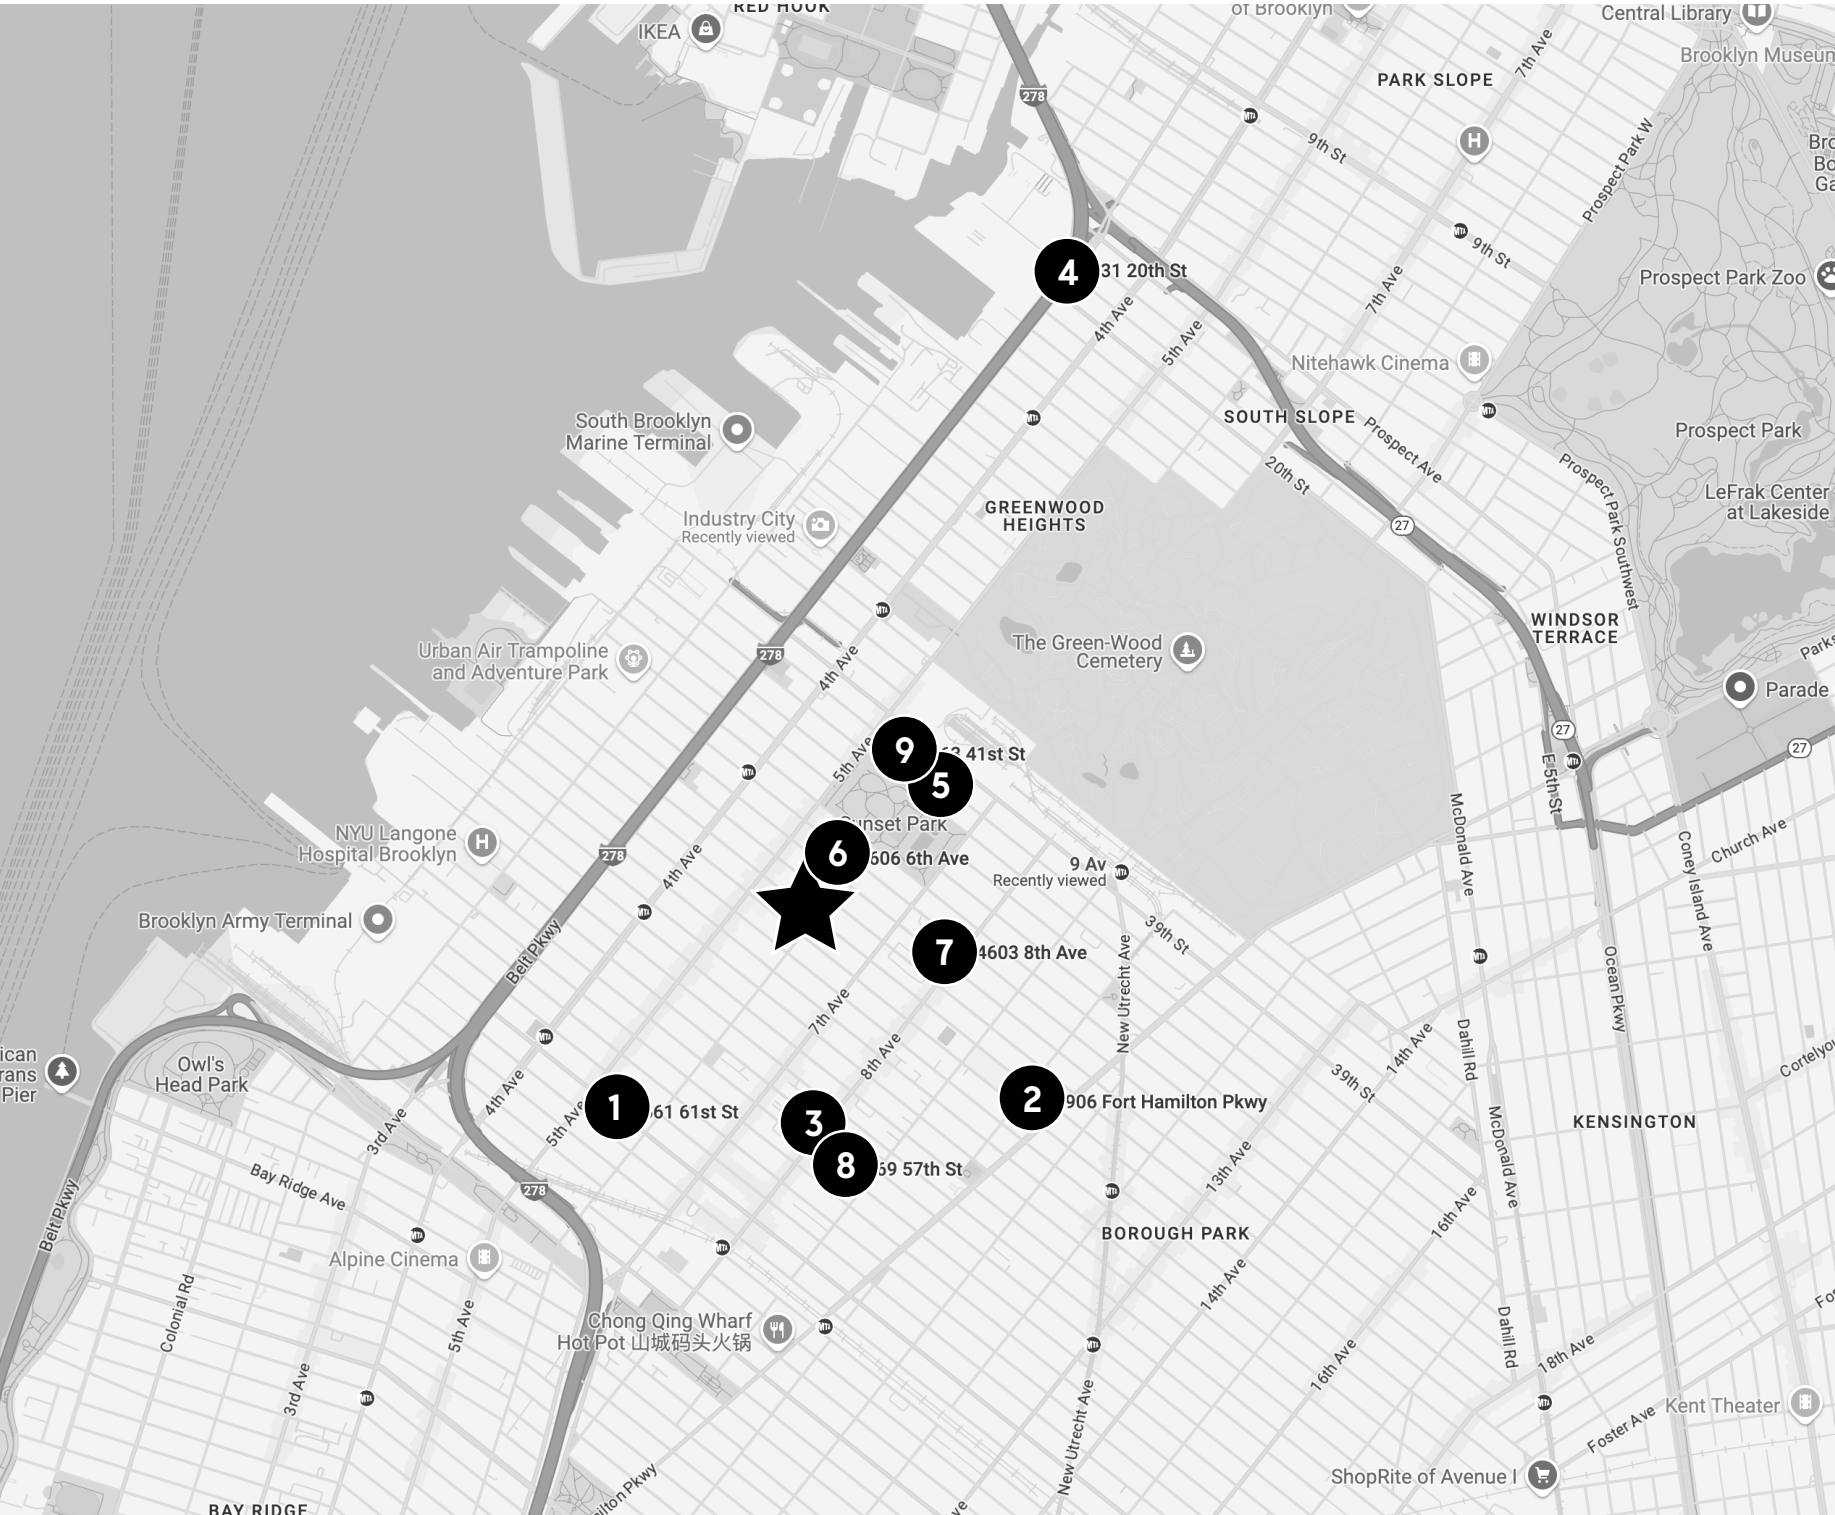 RED HOOK
IKEA
of Brooklyn
Central Library
Brooklyn Museum
PARK SLOPE
7th Ave
278
9th St
H
Prospect Park W
9th St
4
31 20th St
Prospect Park Zoo
7th Ave
4th Ave
5th Ave
Nitehawk Cinema
South Brooklyn
Marine Terminal
SOUTH SLOPE
Prospect Ave
Prospect Park
20th St
Prospect Park Southwest
LeFrak Center
at Lakeside
GREENWOOD
HEIGHTS
Industry City
Recently viewed
27
WINDSOR
TERRACE
The Green-Wood
Cemetery
Urban Air Trampoline
and Adventure Park
278
4th Ave
Parade
27
27
9
41st St
5th Ave
5
E 5th St
Sunset Park
McDonald Ave
Church Ave
Coney Island Ave
NYU Langone
Hospital Brooklyn
H
278
4th Ave
6
606 6th Ave
9 Av
Recently viewed
Brooklyn Army Terminal
39th St
Belt Pkwy
7
4603 8th Ave
New Utrecht Ave
Ocean Pkwy
7th Ave
8th Ave
Dahill Rd
14th Ave
39th St
Owl's
Head Park
Pier
4th Ave
5th Ave
3rd Ave
1
61 61st St
3
2
906 Fort Hamilton Pkwy
KENSINGTON
8
69 57th St
McDonald Ave
13th Ave
16th Ave
Bay Ridge Ave
278
Belt Pkwy
BOROUGH PARK
Alpine Cinema
14th Ave
Colonial Rd
5th Ave
Chong Qing Wharf
Hot Pot 山城码头火锅
Dahill Rd
18th Ave
16th Ave
3rd Ave
New Utrecht Ave
Kent Theater
Foster Ave
ShopRite of Avenue I
ilton Pkwy
BAY RIDGE